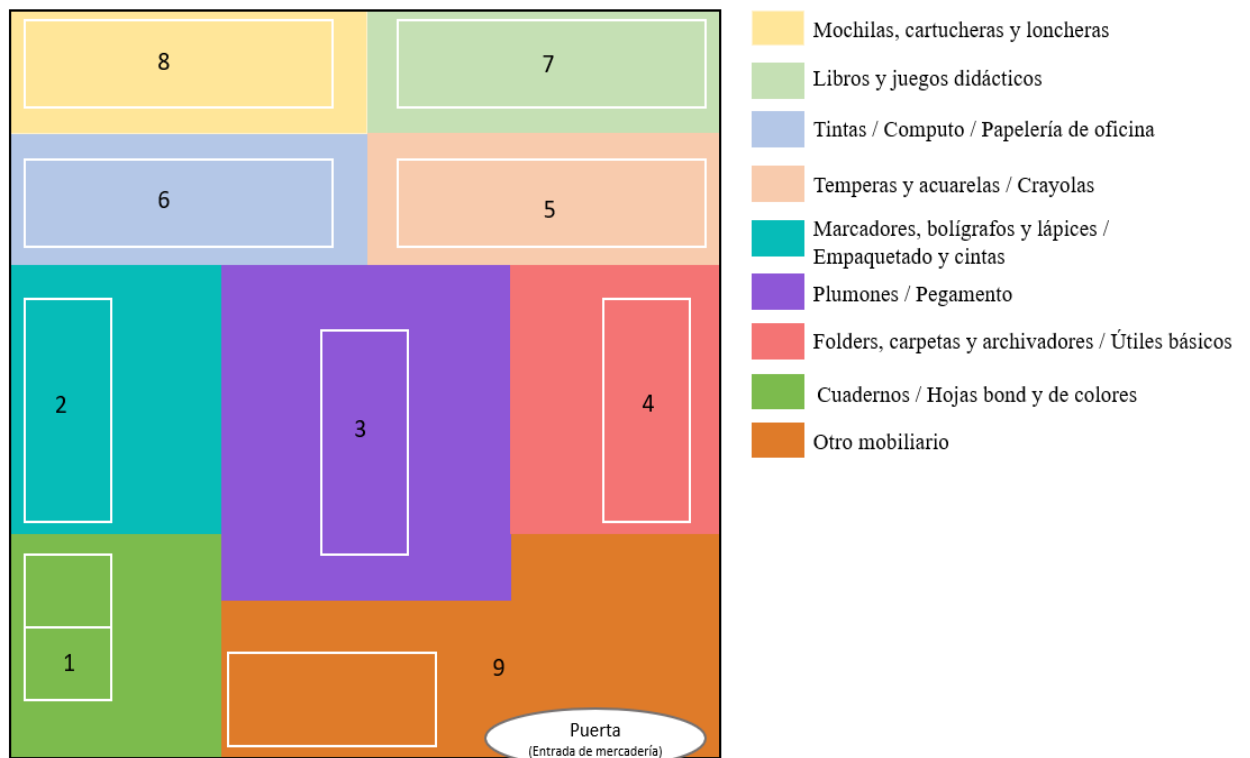 8
7
6
5
2
3
4
1
9
Puerta
(Entrada de mercadería)
Mochilas, cartucheras y loncheras
Libros y juegos didácticos
Tintas / Computo / Papelería de oficina
Temperas y acuarelas / Crayolas
Marcadores, bolígrafos y lápices /
Empaquetado y cintas
Plumones / Pegamento
Folders, carpetas y archivadores / Útiles básicos
Cuadernos / Hojas bond y de colores
Otro mobiliario